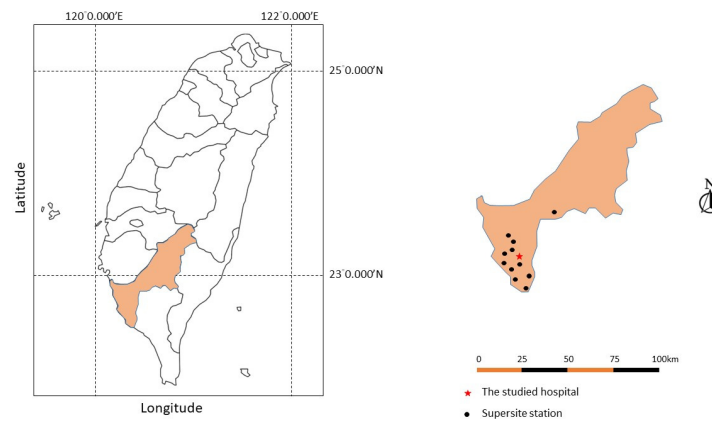 120°0.000'E
122°0.000'E
25°0.000'N
Latitude
23°0.000'N
Longitude
N
0 25 50 75 100km
The studied hospital
Supersite station